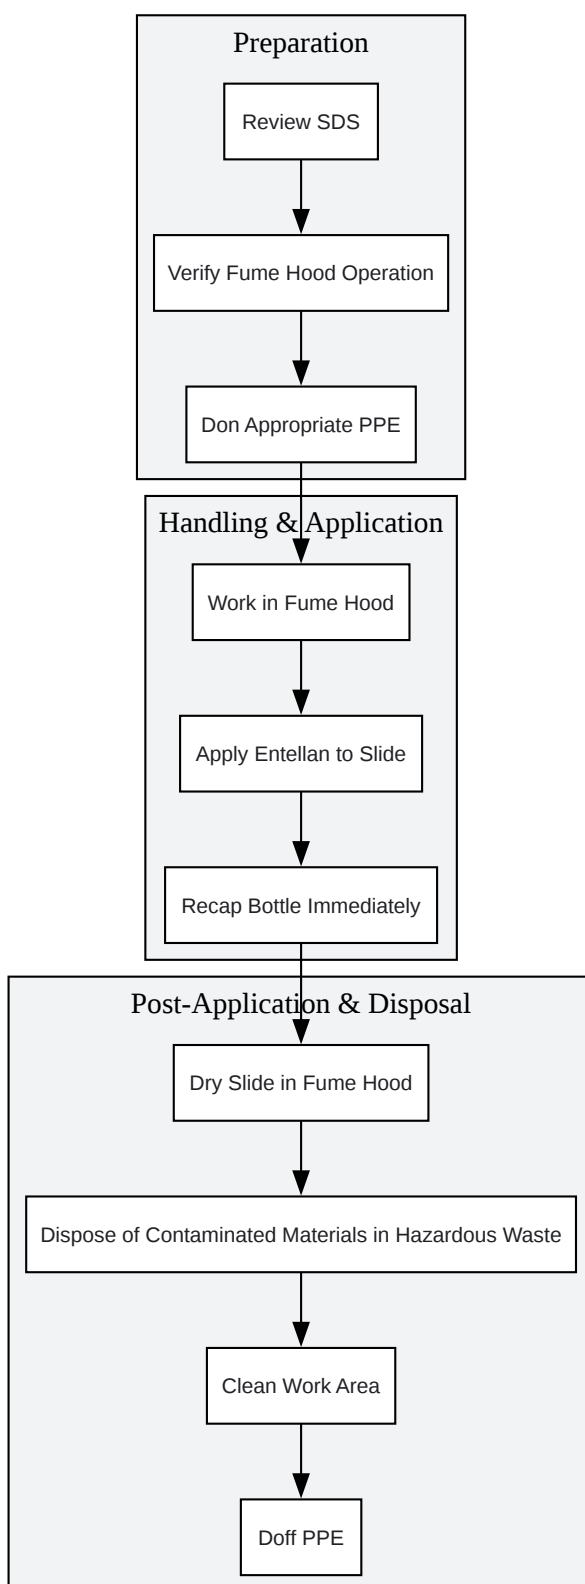 Preparation
Review SDS
Verify Fume Hood Operation
Don Appropriate PPE
Handling & Application
Work in Fume Hood
Apply Entellan to Slide
Recap Bottle Immediately
Post-Application & Disposal
Dry Slide in Fume Hood
Dispose of Contaminated Materials in Hazardous Waste
Clean Work Area
Doff PPE